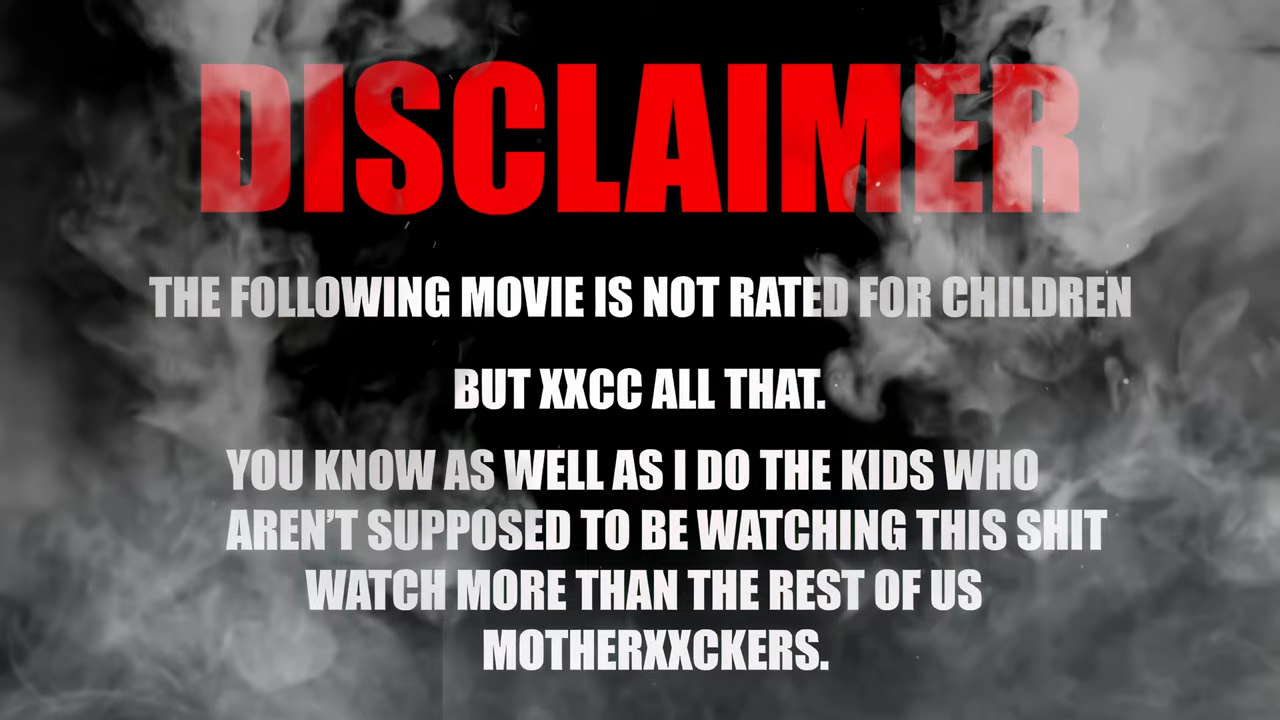 DISCLAIMER
THE FOLLOWING MOVIE IS NOT RATED FOR CHILDREN
BUT XXCC ALL THAT.
YOU KNOW AS WELL AS I DO THE KIDS WHO
AREN'T SUPPOSED TO BE WATCHING THIS SHIT
WATCH MORE THAN THE REST OF US
MOTHERXXCKERS.